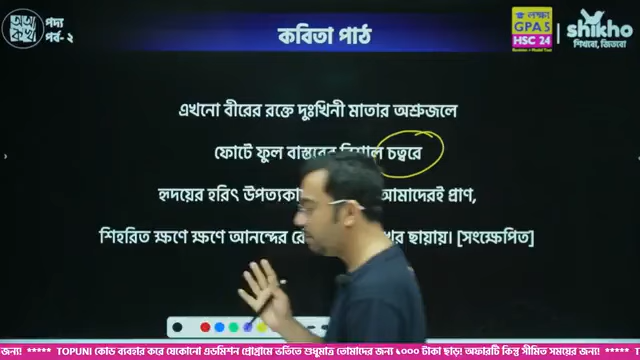 পদ্য
পর্ব - ২
কবিতা পাঠ
লক্ষ্য
GPA 5
HSC 24
shikho
শিখবো, জিতবো
এখনো বীরের রক্তে দুঃখিনী মাতার অশ্রুজলে
ফোটে ফুল বাস্তবের বিশাল চত্বরে
হৃদয়ের হরিৎ উপত্যকা আমাদেরই প্রাণ,
শিহরিত ক্ষণে ক্ষণে আনন্দের ছায়ায়। [সংক্ষেপিত]
জন্য! ***** TOPUNI কোড ব্যবহার করে যেকোনো এডমিশন প্রোগ্রামে ভর্তিতে শুধুমাত্র তোমাদের জন্য ১০০০ টাকা ছাড়! অফারটি কিন্তু সীমিত সময়ের জন্য! *****